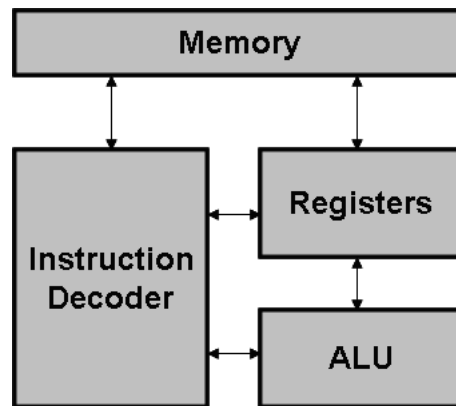 Memory
Registers
Instruction
Decoder
ALU